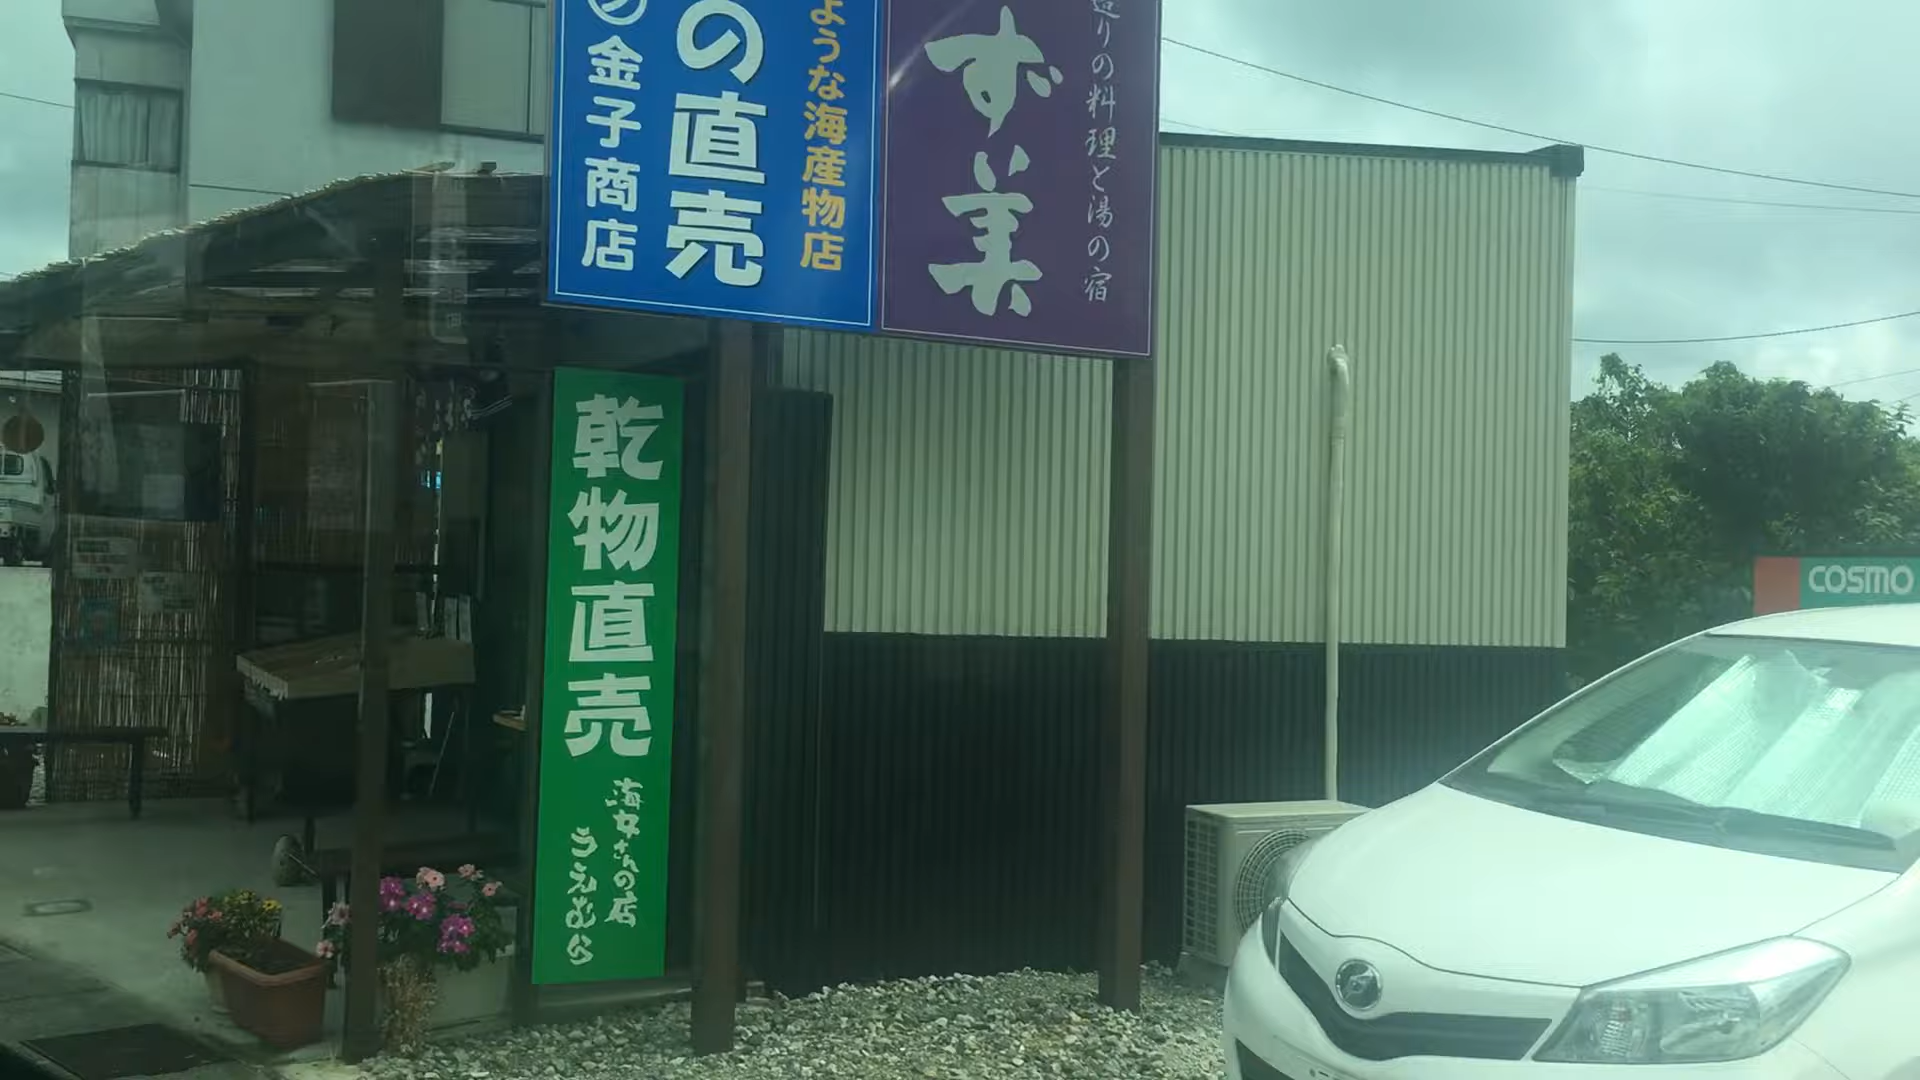 ような海産物店
の直売
金子商店
造りの料理と湯の宿
ず美
乾物直売
海女さんの店
うえむら
COSMO